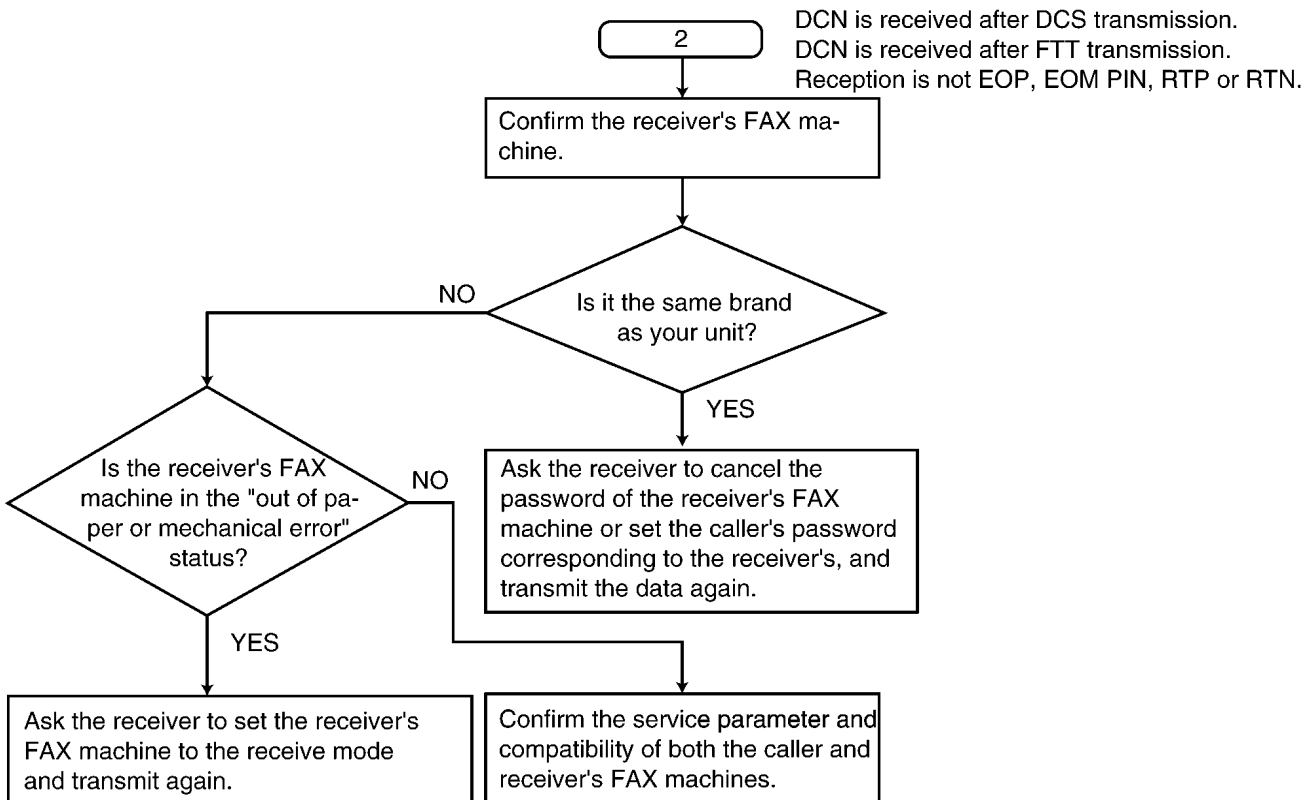 2
DCN is received after DCS transmission.
DCN is received after FTT transmission.
Reception is not EOP, EOM PIN, RTP or RTN.
Confirm the receiver's FAX ma-
chine.
Is it the same brand
as your unit?
NO
YES
Is the receiver's FAX
machine in the "out of pa-
per or mechanical error"
status?
NO
YES
Ask the receiver to cancel the
password of the receiver's FAX
machine or set the caller's password
corresponding to the receiver's, and
transmit the data again.
Ask the receiver to set the receiver's
FAX machine to the receive mode
and transmit again.
Confirm the service parameter and
compatibility of both the caller and
receiver's FAX machines.